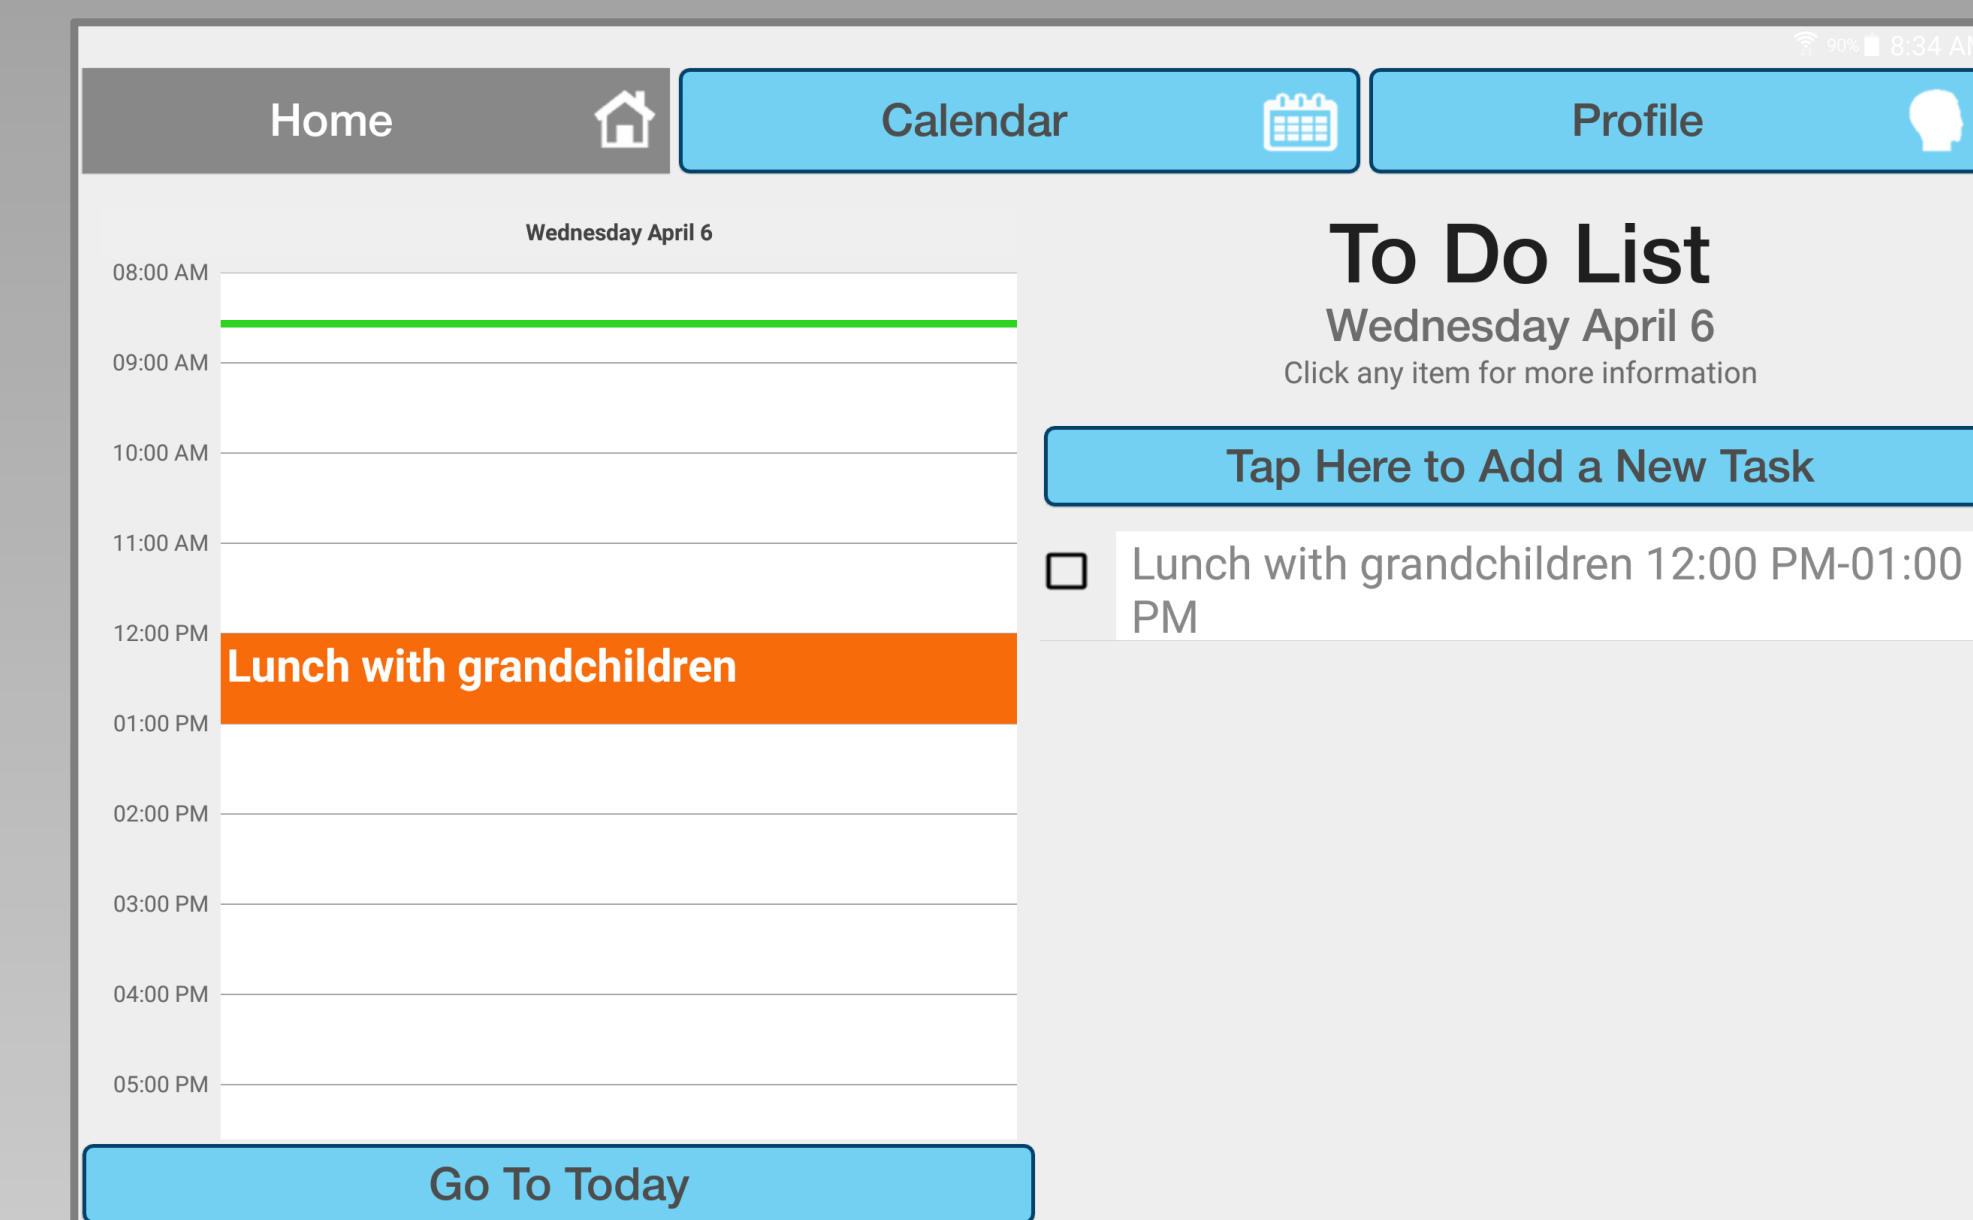 90% 8:34 AM
Home
Calendar
Profile
Wednesday April 6
08:00 AM
09:00 AM
10:00 AM
11:00 AM
12:00 PM
Lunch with grandchildren
01:00 PM
02:00 PM
03:00 PM
04:00 PM
05:00 PM
Go To Today
To Do List
Wednesday April 6
Click any item for more information
Tap Here to Add a New Task
Lunch with grandchildren 12:00 PM-01:00
PM